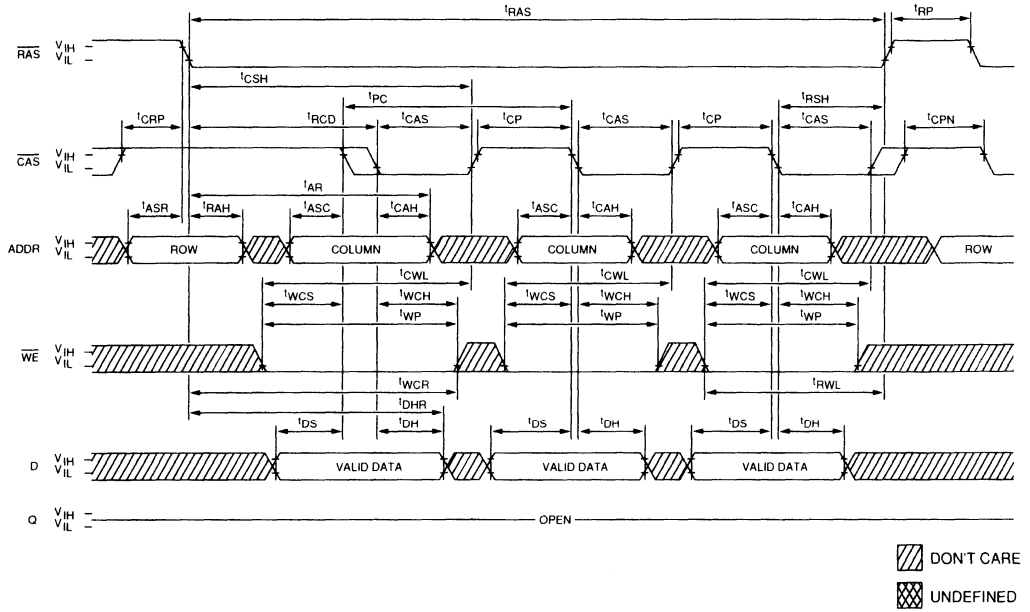 tRAS tRP
RAS VIH
VIL
tCSH
tPC tRSH
tCRP tRCD tCAS tCP tCAS tCP tCAS tCPN
CAS VIH
VIL
tAR
tASR tRAH tASC tCAH tASC tCAH tASC tCAH
ADDR VIH
VIL ROW COLUMN COLUMN COLUMN ROW
tCWL tCWL tCWL
tWCS tWCH tWCS tWCH tWCS tWCH
tWP tWP tWP
WE VIH
VIL
tWCR tRWL
tDHR
tDS tDH tDS tDH tDS tDH
D VIH
VIL VALID DATA VALID DATA VALID DATA
Q VIH
VIL OPEN
DON'T CARE
UNDEFINED